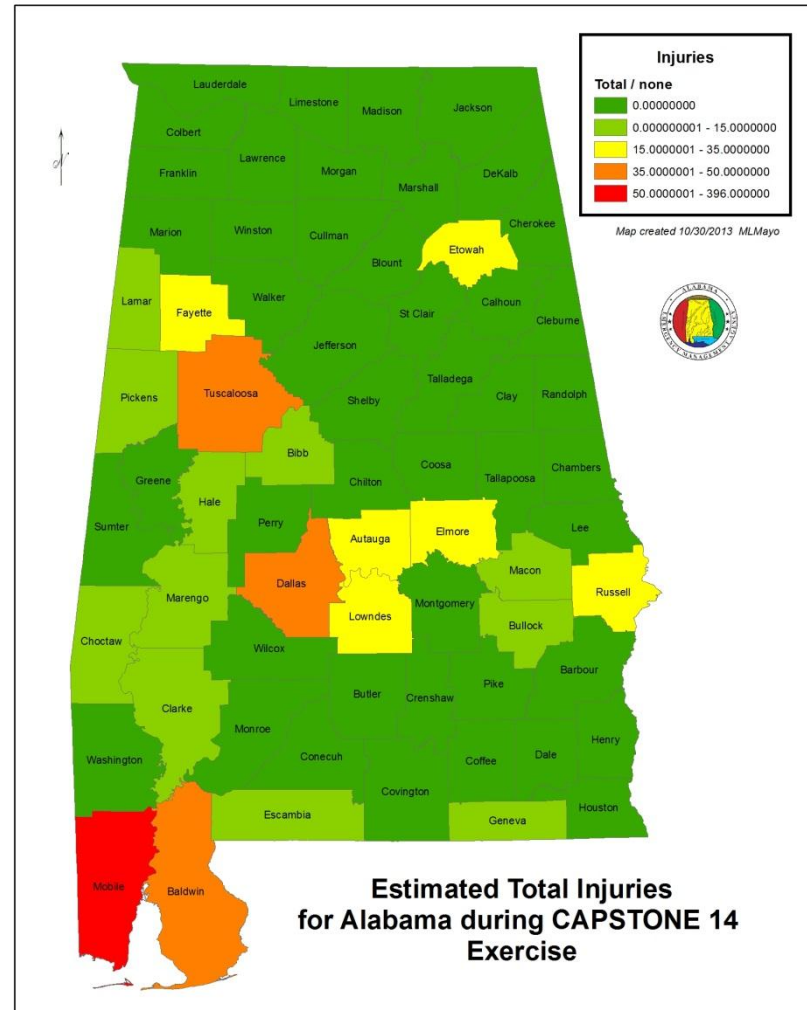 Injuries
Total / none
0.00000000
0.000000001 - 15.0000000
15.0000001 - 35.0000000
35.0000001 - 50.0000000
50.0000001 - 396.000000
Map created 10/30/2013 MLMayo
N
ALABAMA
EMERGENCY MANAGEMENT AGENCY
Lauderdale
Limestone
Madison
Jackson
Colbert
Lawrence
Franklin
Morgan
Marshall
DeKalb
Marion
Winston
Cullman
Blount
Etowah
Cherokee
Lamar
Fayette
Walker
St Clair
Calhoun
Cleburne
Jefferson
Pickens
Tuscaloosa
Shelby
Talladega
Clay
Randolph
Bibb
Greene
Hale
Chilton
Coosa
Tallapoosa
Chambers
Sumter
Perry
Autauga
Elmore
Lee
Macon
Dallas
Russell
Marengo
Lowndes
Montgomery
Bullock
Choctaw
Wilcox
Barbour
Butler
Crenshaw
Pike
Clarke
Monroe
Washington
Conecuh
Coffee
Dale
Henry
Covington
Escambia
Geneva
Houston
Mobile
Baldwin
Estimated Total Injuries
for Alabama during CAPSTONE 14
Exercise